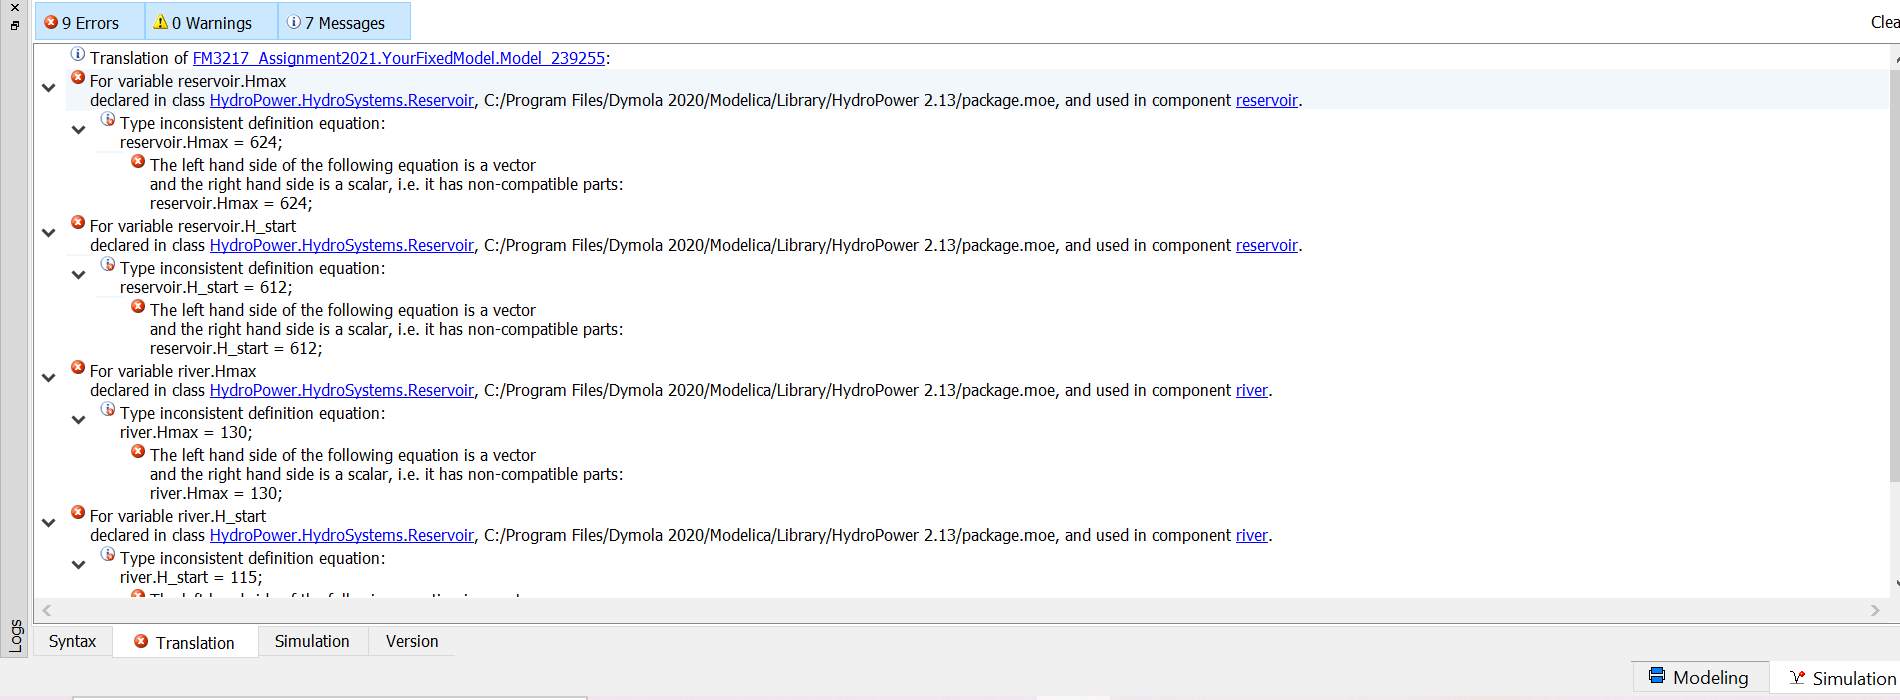 9 Errors
0 Warnings
7 Messages
Clea
Translation of FM3217_Assignment2021.YourFixedModel.Model_239255:
For variable reservoir.Hmax
declared in class HydroPower.HydroSystems.Reservoir, C:/Program Files/Dymola 2020/Modelica/Library/HydroPower 2.13/package.moe, and used in component reservoir.
Type inconsistent definition equation:
reservoir.Hmax = 624;
The left hand side of the following equation is a vector
and the right hand side is a scalar, i.e. it has non-compatible parts:
reservoir.Hmax = 624;
For variable reservoir.H_start
declared in class HydroPower.HydroSystems.Reservoir, C:/Program Files/Dymola 2020/Modelica/Library/HydroPower 2.13/package.moe, and used in component reservoir.
Type inconsistent definition equation:
reservoir.H_start = 612;
The left hand side of the following equation is a vector
and the right hand side is a scalar, i.e. it has non-compatible parts:
reservoir.H_start = 612;
For variable river.Hmax
declared in class HydroPower.HydroSystems.Reservoir, C:/Program Files/Dymola 2020/Modelica/Library/HydroPower 2.13/package.moe, and used in component river.
Type inconsistent definition equation:
river.Hmax = 130;
The left hand side of the following equation is a vector
and the right hand side is a scalar, i.e. it has non-compatible parts:
river.Hmax = 130;
For variable river.H_start
declared in class HydroPower.HydroSystems.Reservoir, C:/Program Files/Dymola 2020/Modelica/Library/HydroPower 2.13/package.moe, and used in component river.
Type inconsistent definition equation:
river.H_start = 115;
Logs
Syntax
Translation
Simulation
Version
Modeling
Simulation